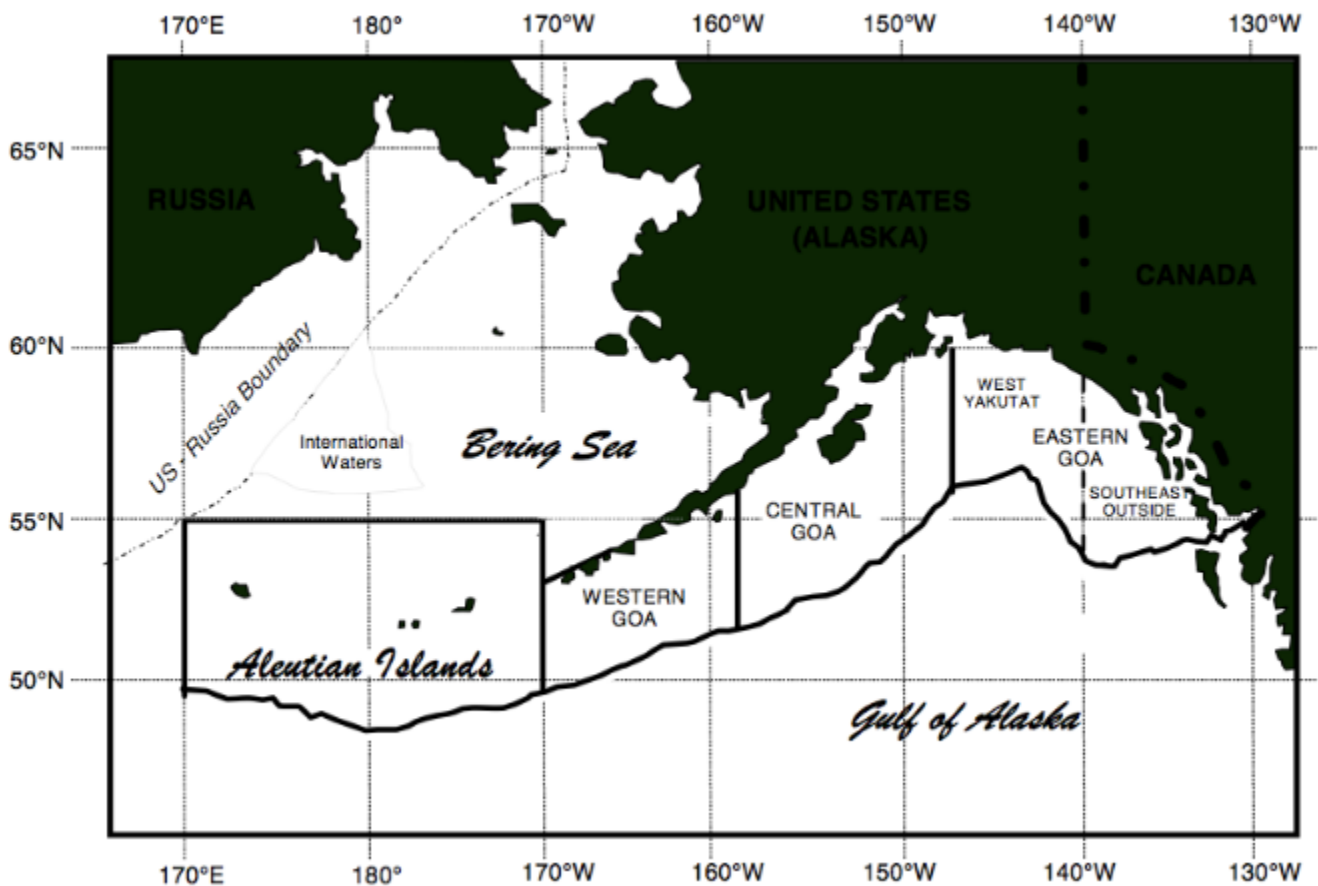 170°E 180° 170°W 160°W 150°W 140°W 130°W
65°N
RUSSIA
UNITED STATES
(ALASKA)
CANADA
60°N
US - Russia Boundary
International
Waters
Bering Sea
WEST
YAKUTAT
EASTERN
GOA
SOUTHEAST
OUTSIDE
55°N
CENTRAL
GOA
WESTERN
GOA
Aleutian Islands
50°N
Gulf of Alaska
170°E 180° 170°W 160°W 150°W 140°W 130°W